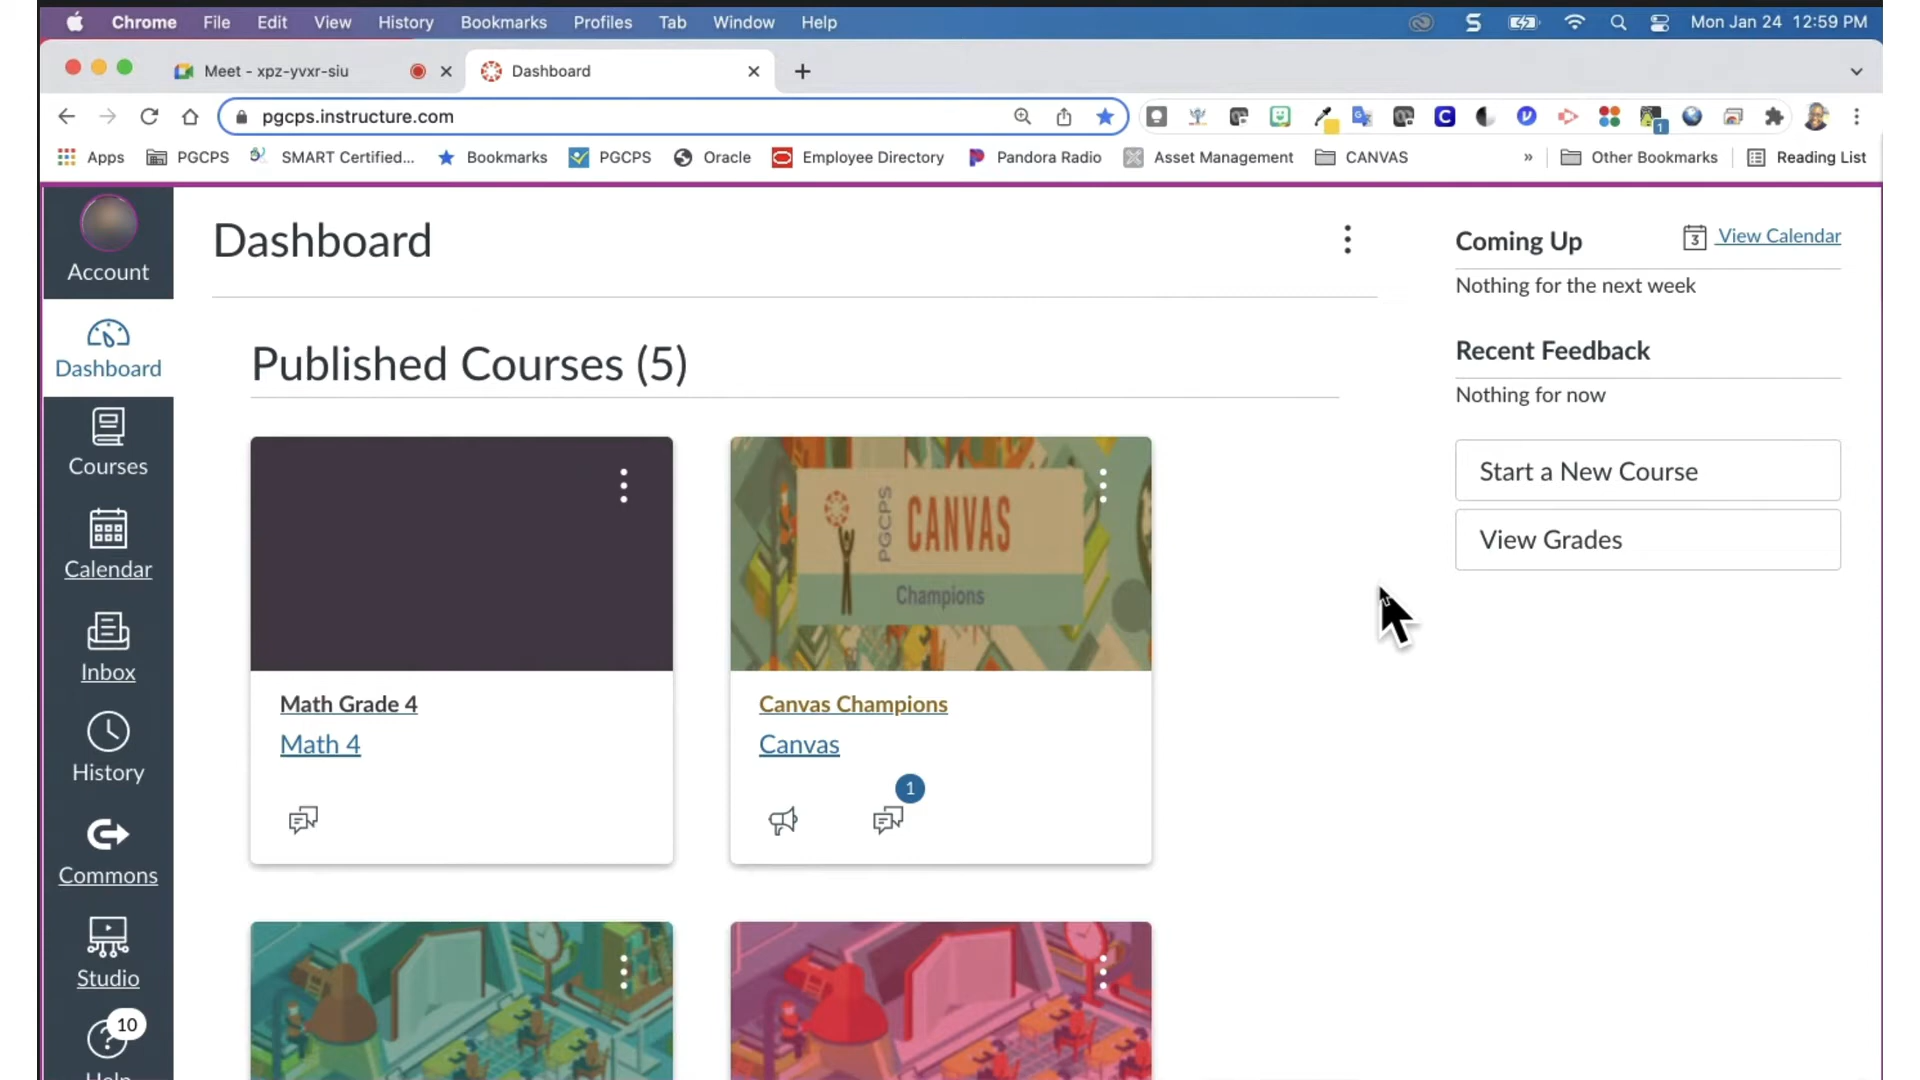 Chrome File Edit View History Bookmarks Profiles Tab Window Help
S
Mon Jan 24 12:59 PM
Meet - xpz-yvxr-siu
Dashboard
pgcps.instructure.com
C
1
Apps PGCPS SMART Certified... Bookmarks PGCPS Oracle Employee Directory Pandora Radio Asset Management CANVAS » Other Bookmarks Reading List
Account
Dashboard
Courses
Calendar
Inbox
History
Commons
Studio
10
Help
Dashboard
Published Courses (5)
Math Grade 4
Math 4
PGCPS
CANVAS
Champions
Canvas Champions
Canvas
1
Coming Up
3
View Calendar
Nothing for the next week
Recent Feedback
Nothing for now
Start a New Course
View Grades